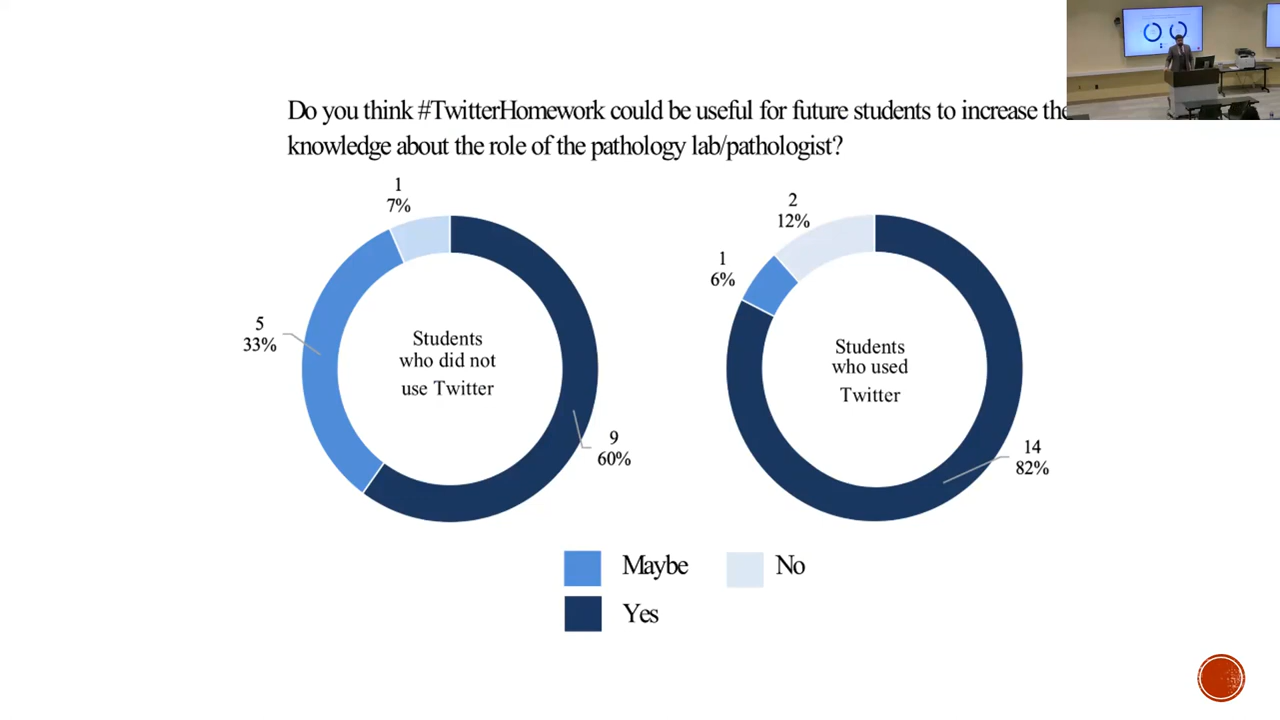 Do you think #TwitterHomework could be useful for future students to increase
knowledge about the role of the pathology lab/pathologist?
1
7%
5
33%
Students
who did not
use Twitter
9
60%
2
12%
1
6%
Students
who used
Twitter
14
82%
Maybe
No
Yes